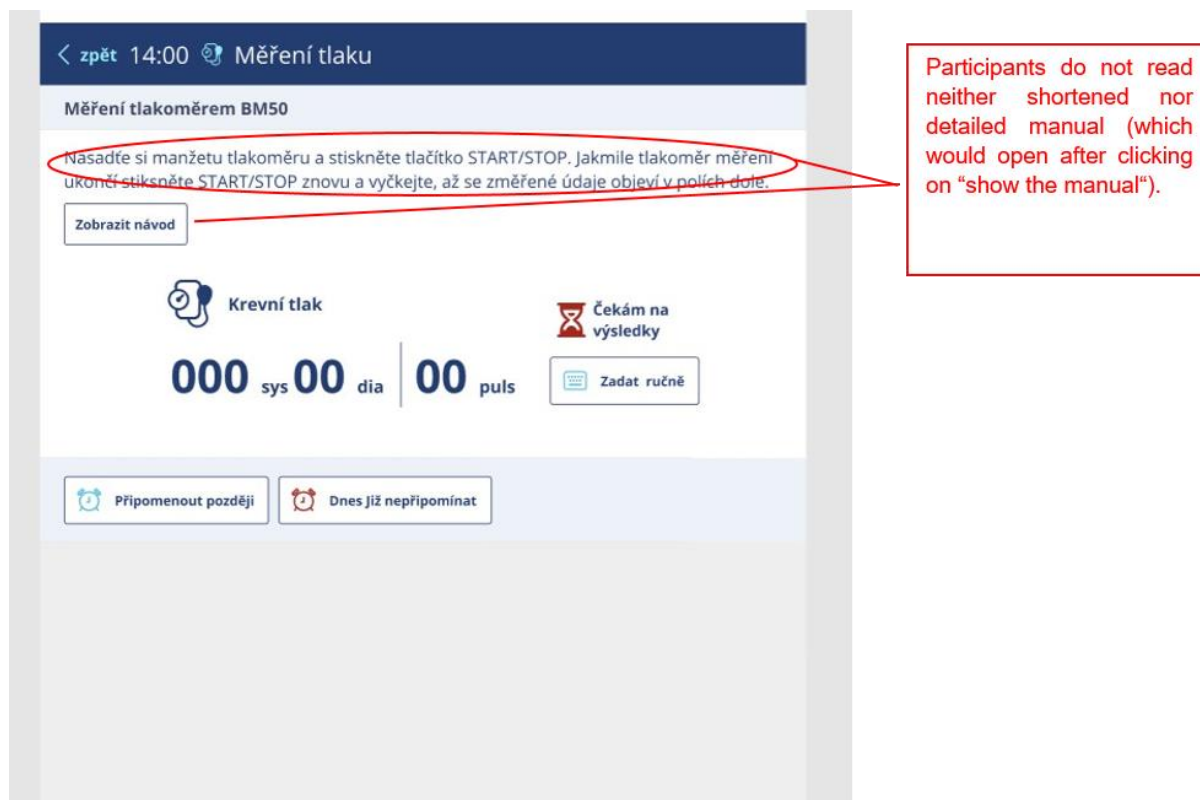 zpět 14:00 Měření tlaku
Měření tlakoměrem BM50
Nasaďte si manžetu tlakoměru a stiskněte tlačítko START/STOP. Jakmile tlakoměr měření
ukončí stiksněte START/STOP znovu a vyčkejte, až se změřené údaje objeví v polích dole.
Zobrazit návod
Krevní tlak
000 sys 00 dia 00 puls
Čekám na
výsledky
Zadat ručně
Připomenout později
Dnes Již nepřipomínat
Participants do not read
neither shortened nor
detailed manual (which
would open after clicking
on “show the manual“).